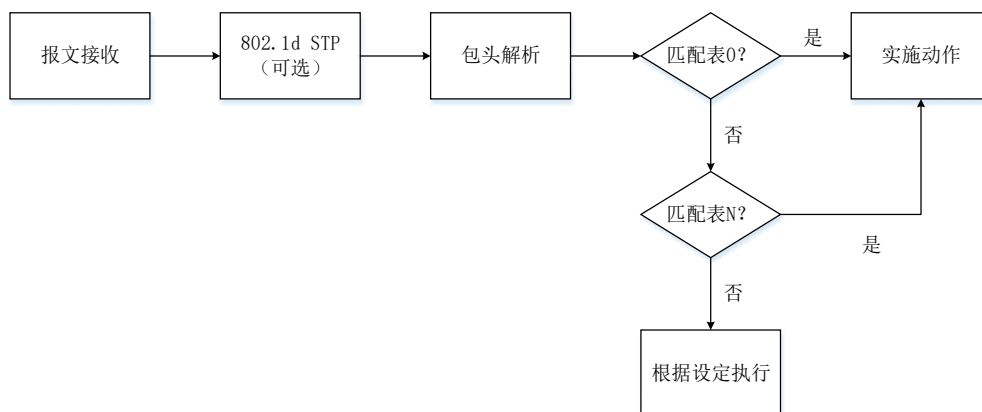 报文接收
802.1d STP
（可选）
包头解析
匹配表0?
是
实施动作
否
匹配表N?
是
否
根据设定执行